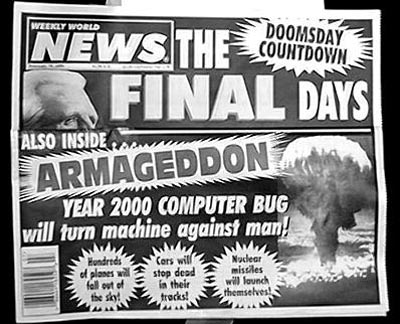 WEEKLY WORLD
NEWS
THE
DOOMSDAY
COUNTDOWN
FINAL DAYS
ALSO INSIDE...
ARMAGEDDON
YEAR 2000 COMPUTER BUG
will turn machine against man!
Hundreds
of planes will
fall out of
the sky!
Cars will
stop dead
in their
tracks!
Nuclear
missiles
will launch
themselves!